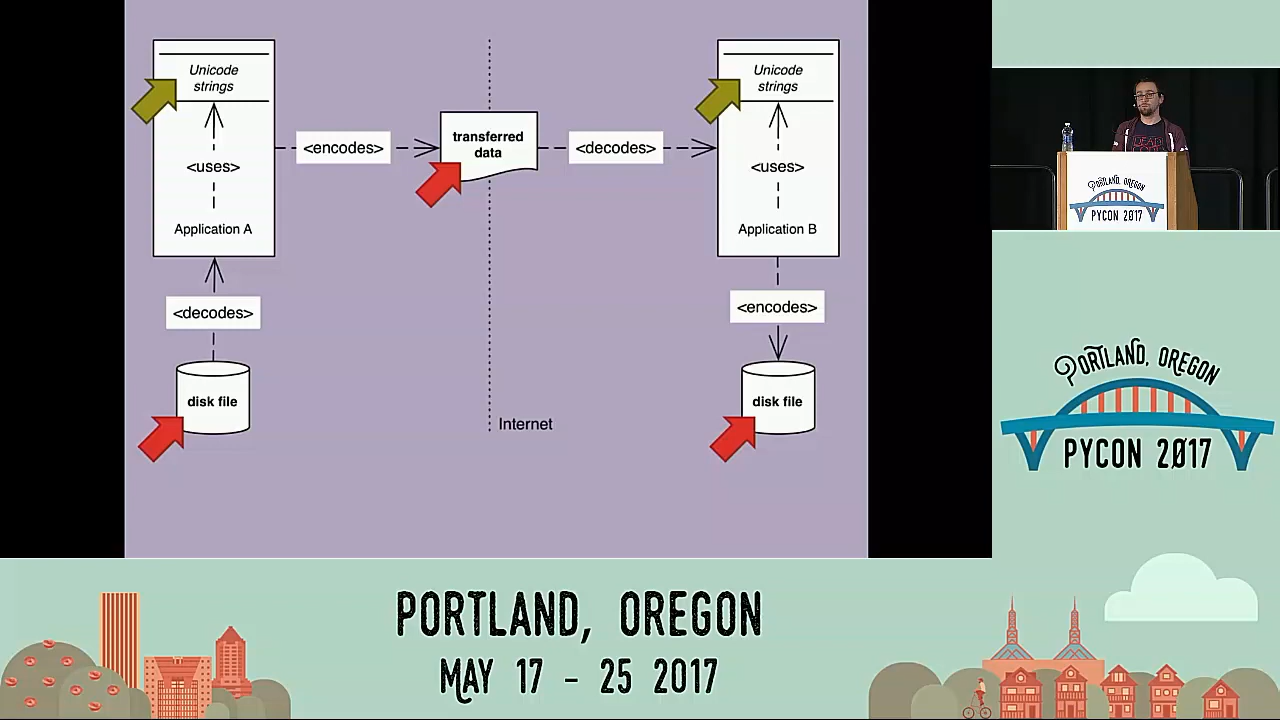 Unicode
strings
<uses>
Application A
<encodes>
transferred
data
<decodes>
Unicode
strings
<uses>
Application B
<decodes>
disk file
<encodes>
disk file
Internet
PORTLAND, OREGON
PYCON 2017
PORTLAND, OREGON
PYCON 2017
PORTLAND, OREGON
MAY 17 - 25 2017